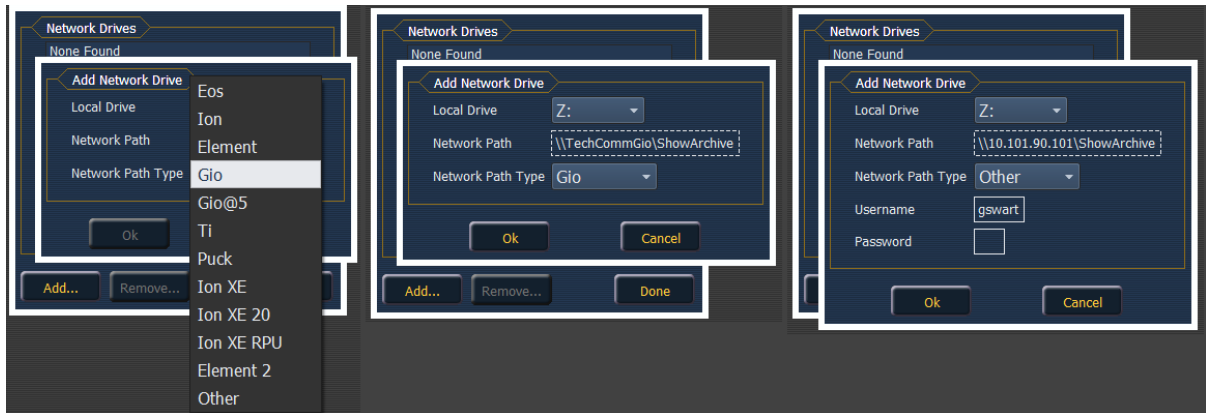 Network Drives
None Found
Add Network Drive
Local Drive
Network Path
Network Path Type
Eos
Ion
Element
Gio
Gio@5
Ti
Puck
Ion XE
Ion XE 20
Ion XE RPU
Element 2
Other
Ok
Add...
Remove...
Network Drives
None Found
Add Network Drive
Local Drive Z:
Network Path \\TechCommGio\ShowArchive
Network Path Type Gio
Ok Cancel
Add... Remove... Done
Network Drives
None Found
Add Network Drive
Local Drive Z:
Network Path \\10.101.90.101\ShowArchive
Network Path Type Other
Username gswart
Password
Ok Cancel